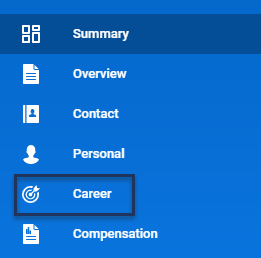 Summary
Overview
Contact
Personal
Career
Compensation